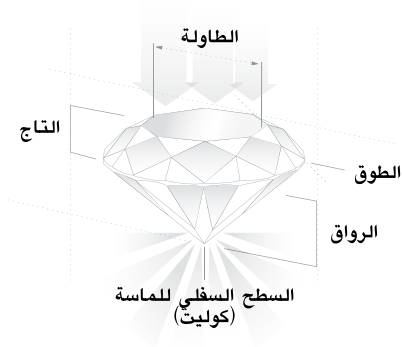 الطاولة
التاج
الطوق
الرواق
السطح السفلي للماسة
(كوليت)